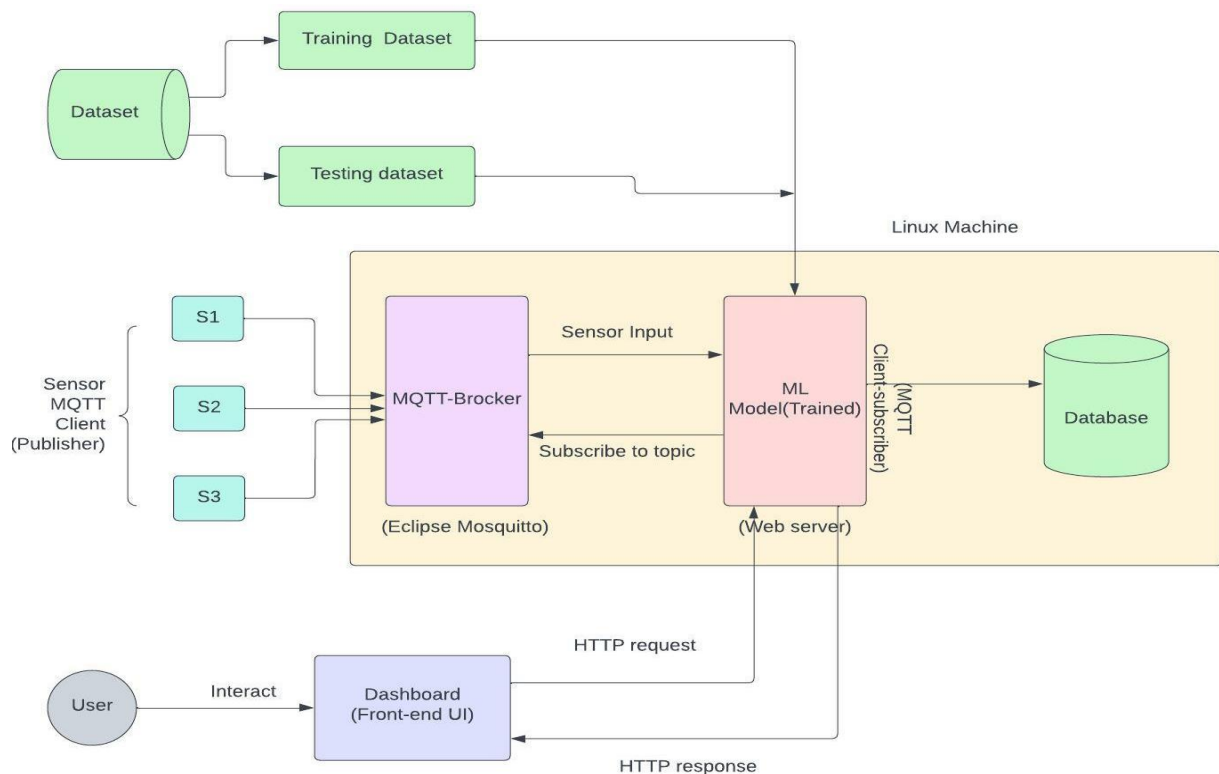 Training  Dataset
Dataset
Testing dataset
Linux Machine
S1
Sensor
MQTT
Client
(Publisher)
S2
S3
MQTT-Brocker
(Eclipse Mosquitto)
Sensor Input
Subscribe to topic
ML
Model(Trained)
(Web server)
(MQTT
Client-subscriber)
Database
HTTP request
User
Interact
Dashboard
(Front-end UI)
HTTP response